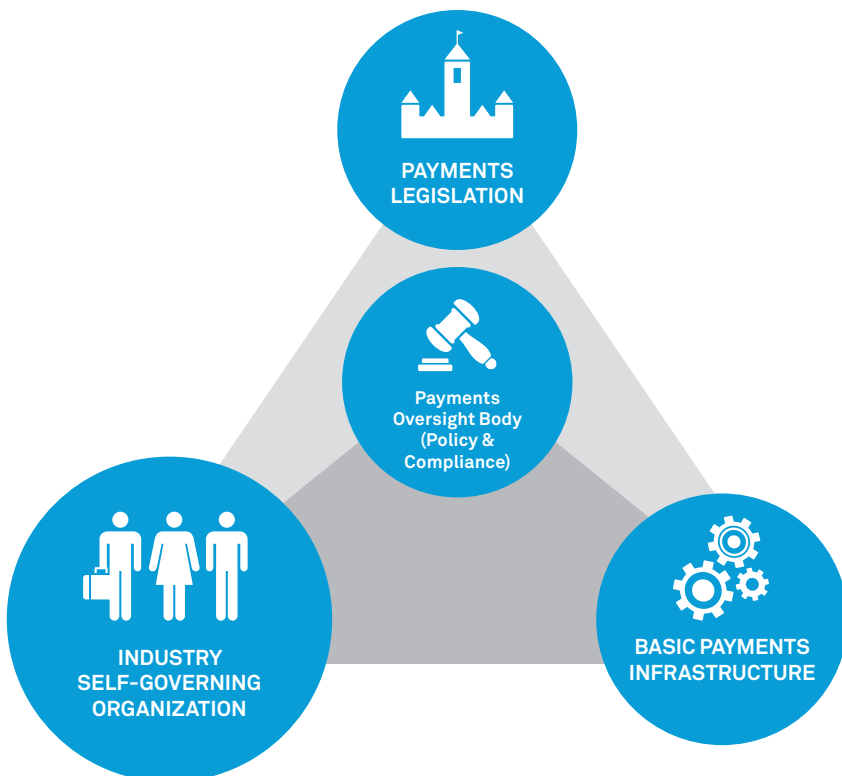 PAYMENTS
LEGISLATION
Payments
Oversight Body
(Policy &
Compliance)
INDUSTRY
SELF-GOVERNING
ORGANIZATION
BASIC PAYMENTS
INFRASTRUCTURE